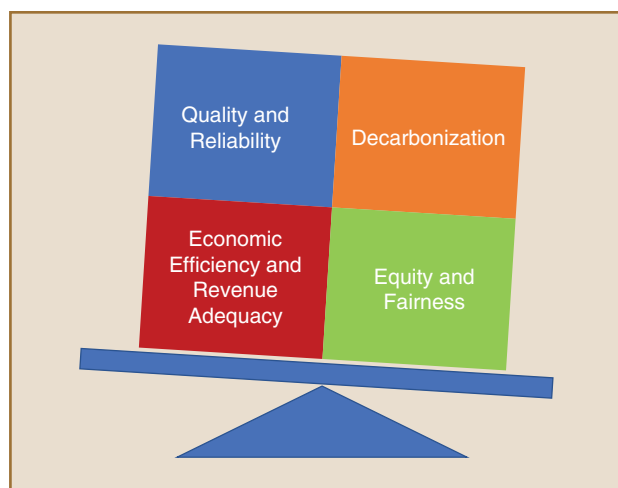 Quality and
Reliability
Decarbonization
Economic
Efficiency and
Revenue
Adequacy
Equity and
Fairness